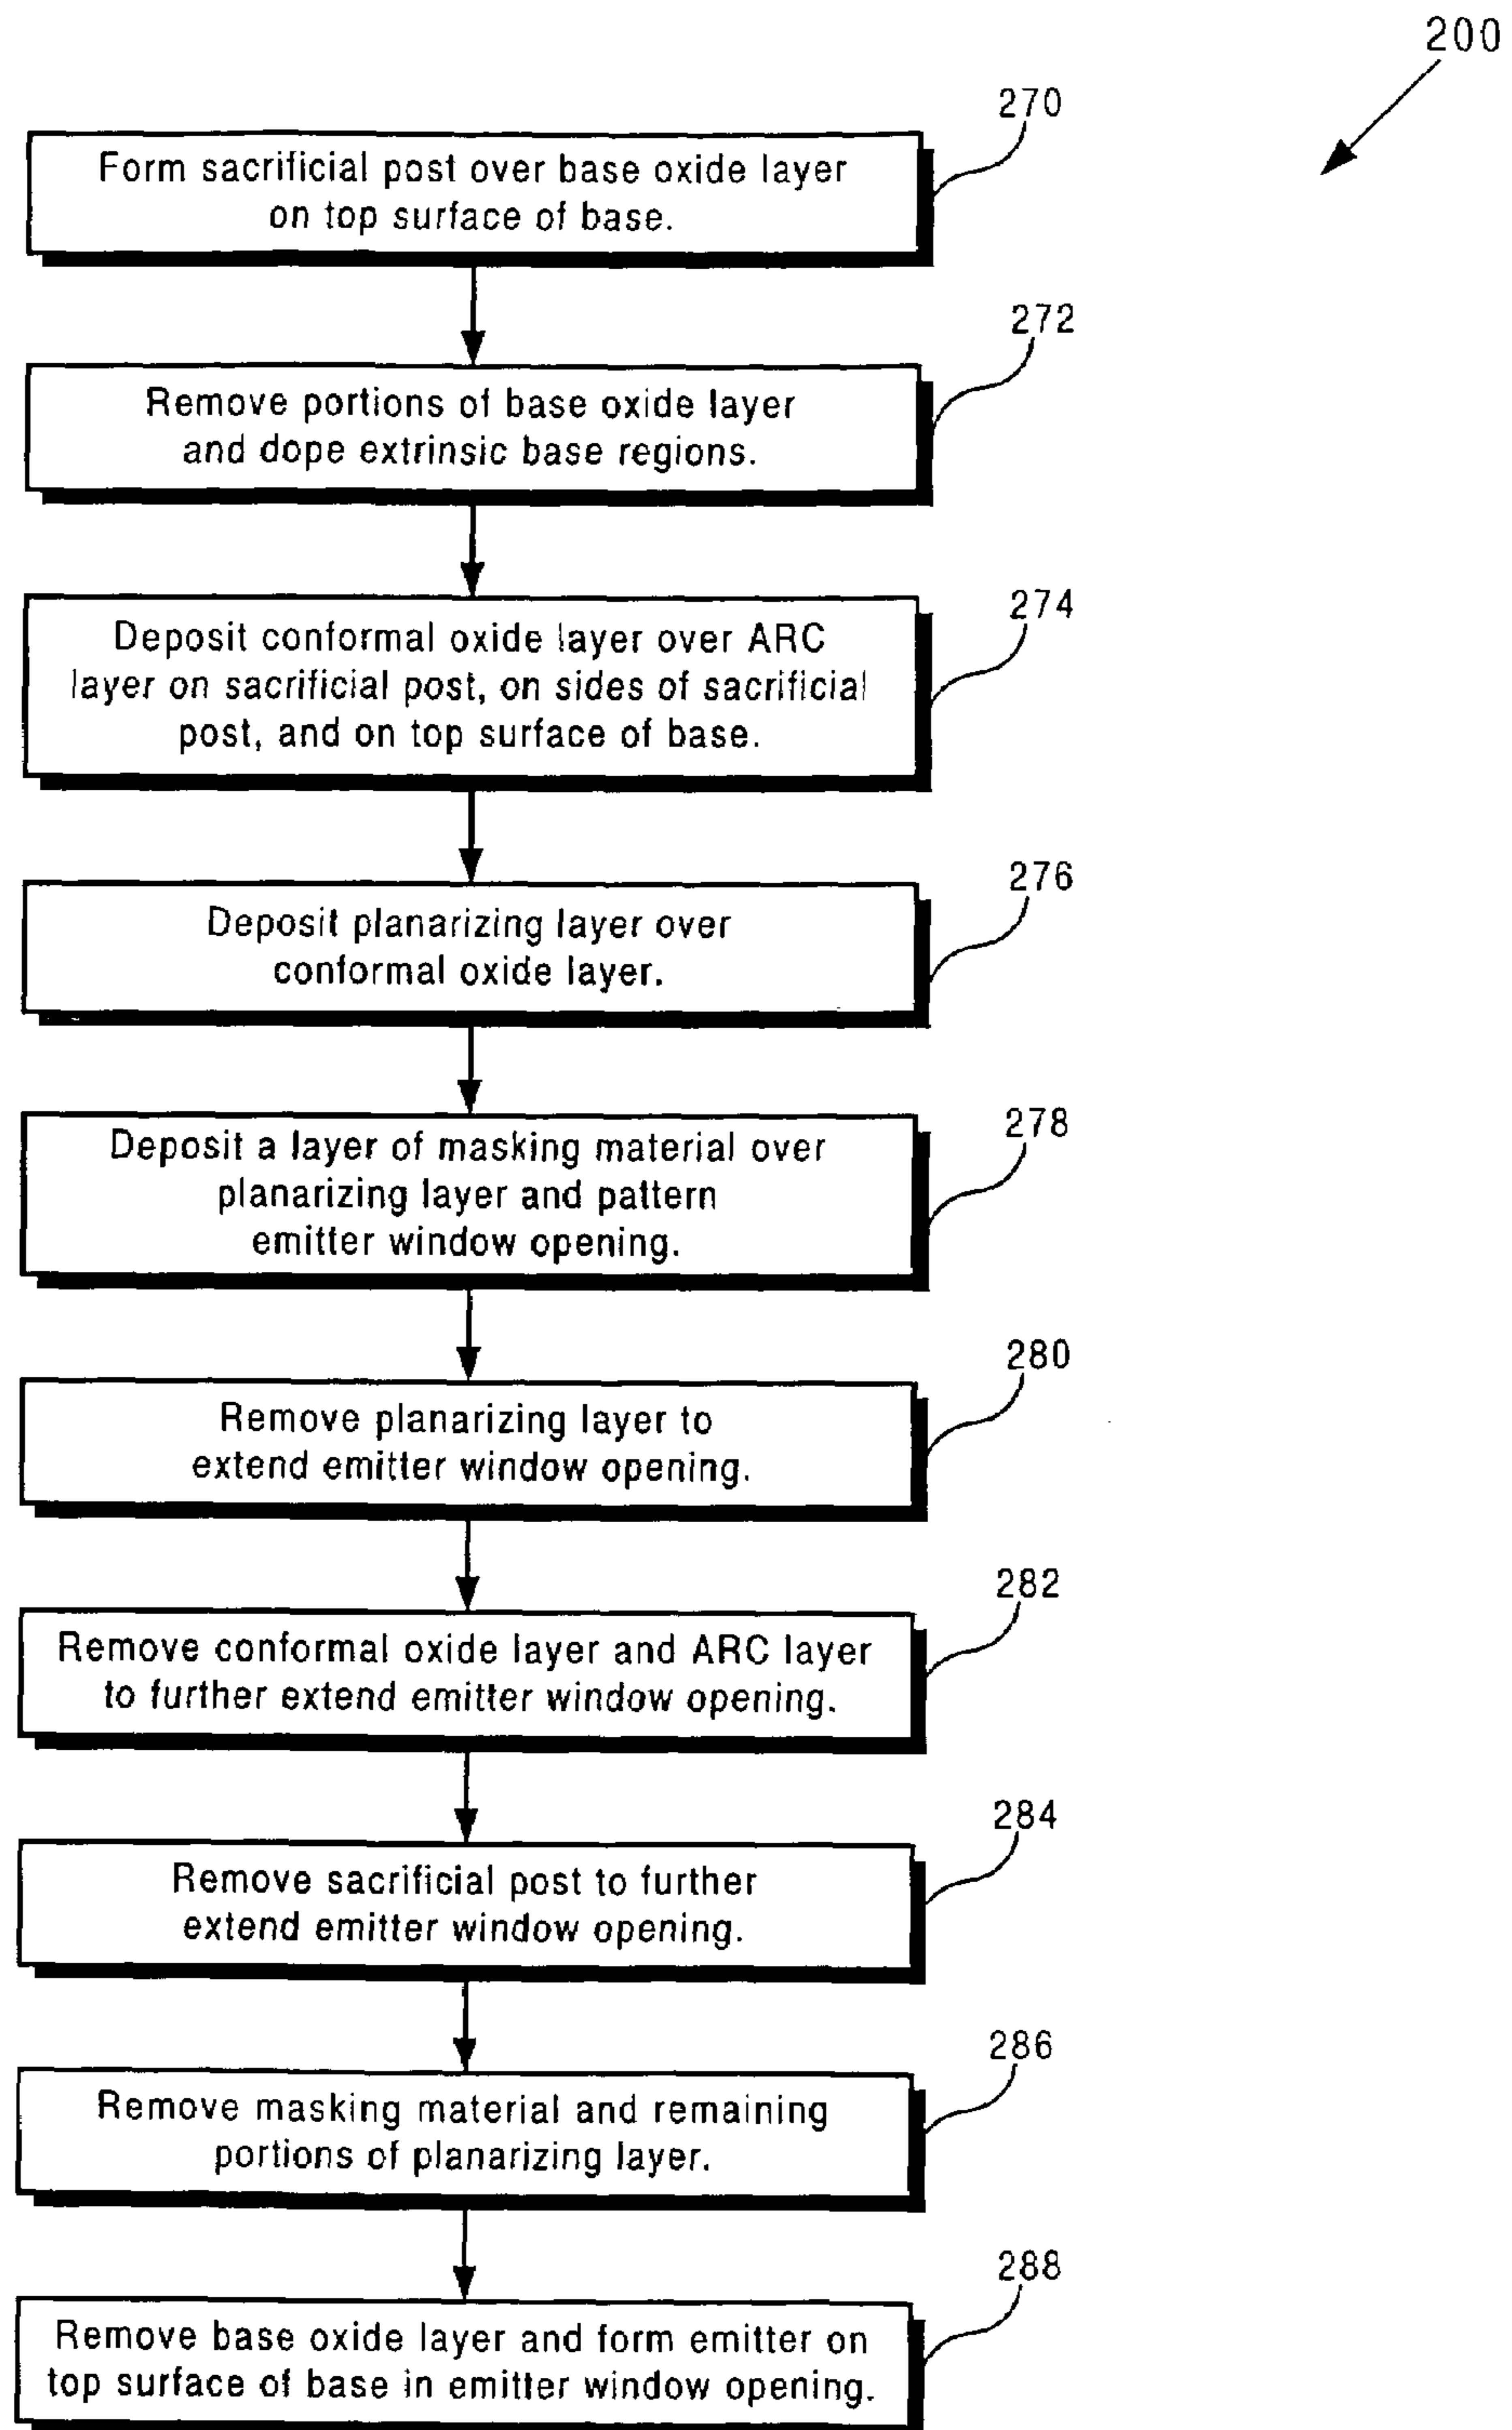 200
270
Form sacrificial post over base oxide layer
on top surface of base.
272
Remove portions of base oxide layer
and dope extrinsic base regions.
274
Deposit conformal oxide layer over ARC
layer on sacrificial post, on sides of sacrificial
post, and on top surface of base.
276
Deposit planarizing layer over
conformal oxide layer.
278
Deposit a layer of masking material over
planarizing layer and pattern
emitter window opening.
280
Remove planarizing layer to
extend emitter window opening.
282
Remove conformal oxide layer and ARC layer
to further extend emitter window opening.
284
Remove sacrificial post to further
extend emitter window opening.
286
Remove masking material and remaining
portions of planarizing layer.
288
Remove base oxide layer and form emitter on
top surface of base in emitter window opening.